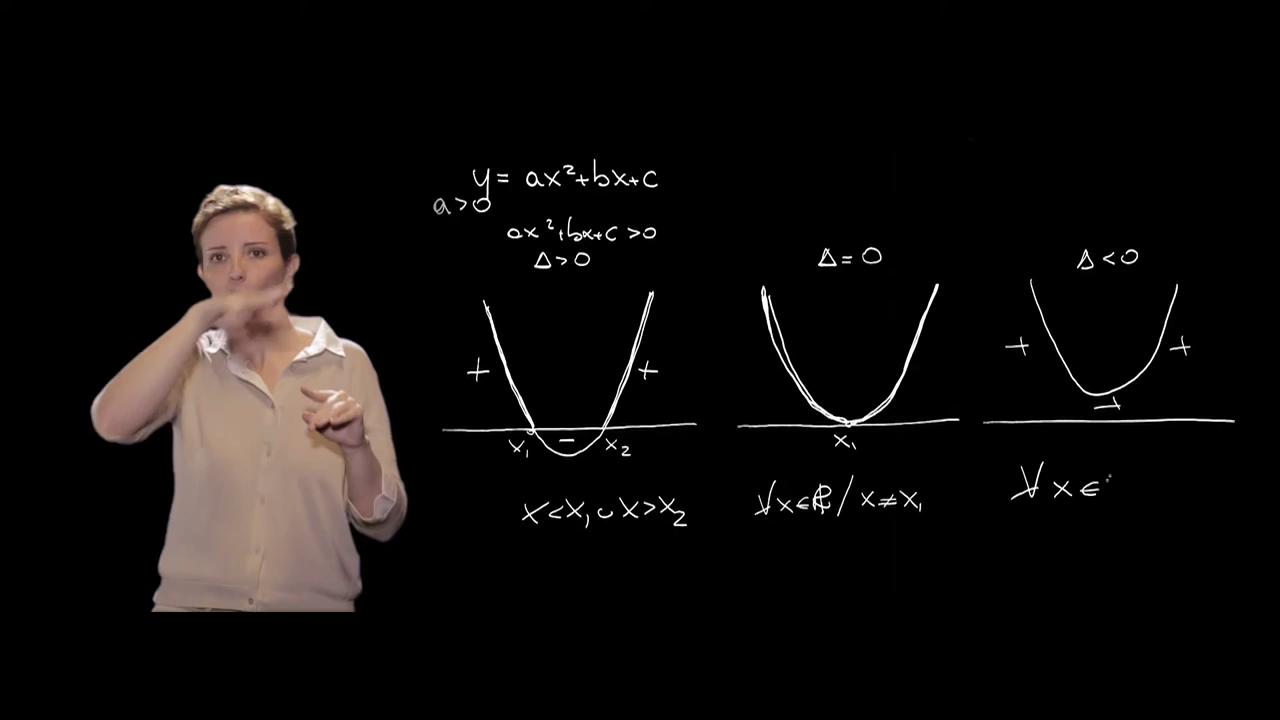 y = ax²+bx+c
a>0
ax²+bx+c >0
Δ>0
Δ=0
Δ<0
+ +
+ +
−
+
x₁ x₂
x₁
x<x₁ o x>x₂
∀x∈ℝ / x≠x₁
∀x∈